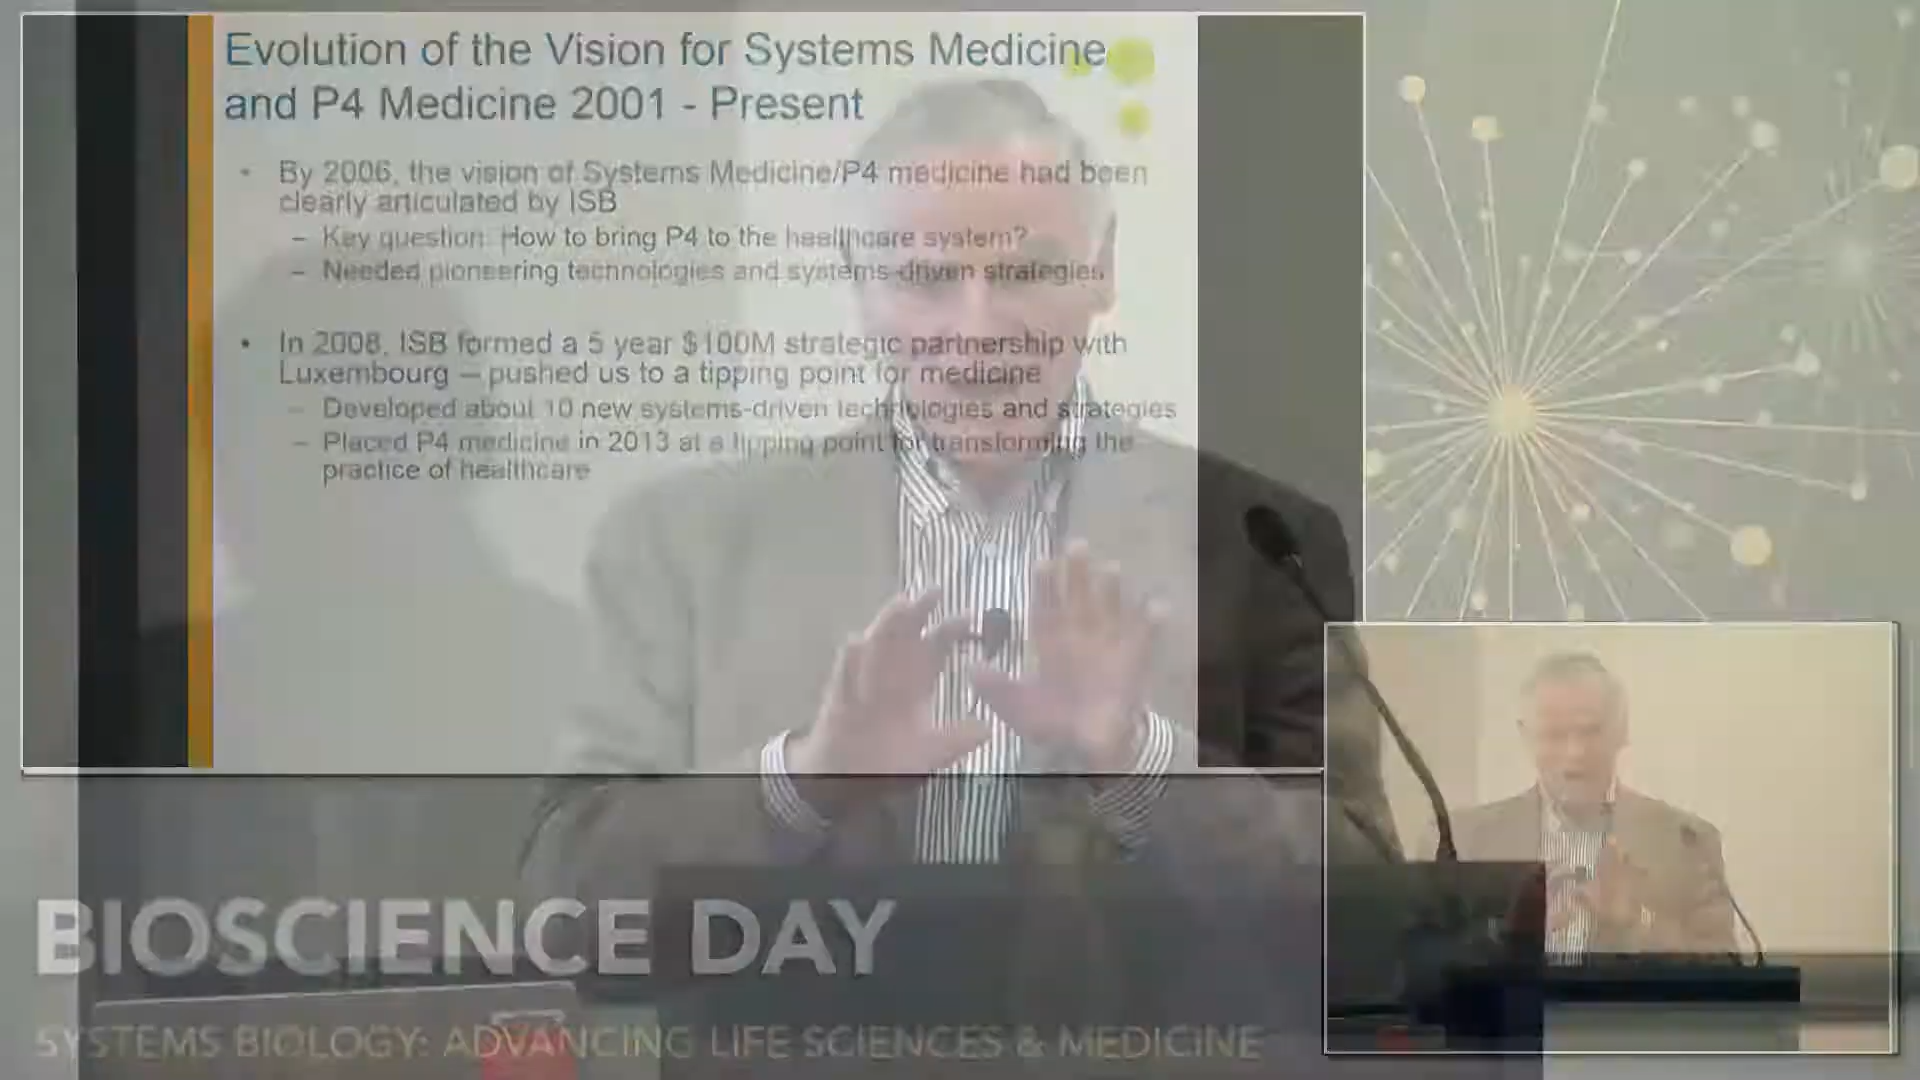 Evolution of the Vision for Systems Medicine
and P4 Medicine 2001 - Present
• By 2006, the vision of Systems Medicine/P4 medicine had been
clearly articulated by ISB
– Key question: How to bring P4 to the healthcare system?
– Needed pioneering technologies and systems-driven strategies
• In 2008, ISB formed a 5 year $100M strategic partnership with
Luxembourg – pushed us to a tipping point for medicine
– Developed about 10 new systems-driven technologies and strategies
– Placed P4 medicine in 2013 at a tipping point for transforming the
practice of healthcare
BIOSCIENCE DAY
SYSTEMS BIOLOGY: ADVANCING LIFE SCIENCES & MEDICINE